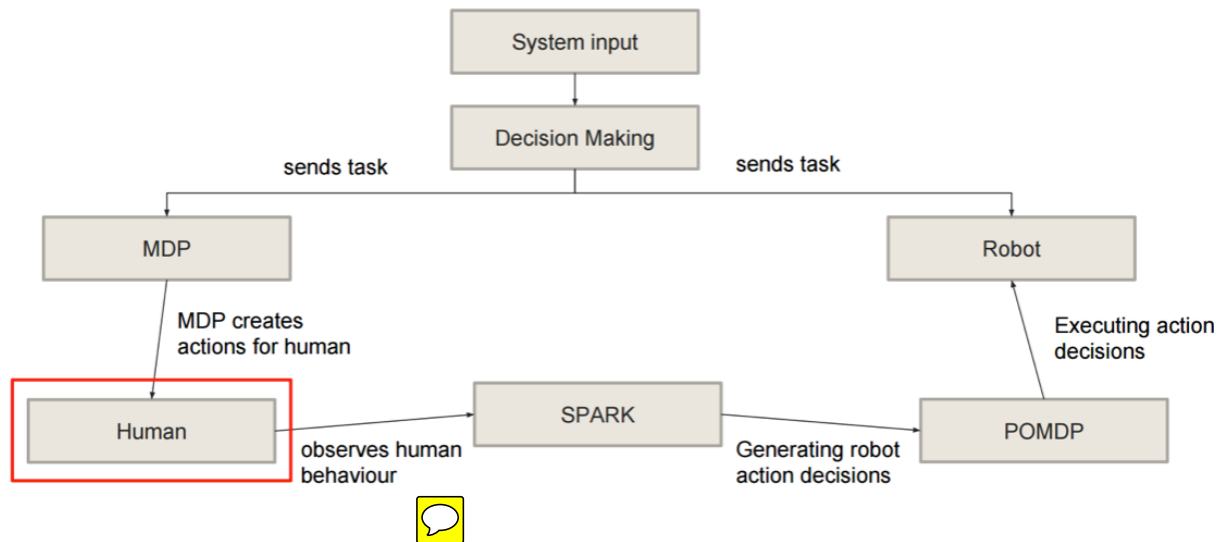 System input
Decision Making
sends task
sends task
MDP
Robot
MDP creates
actions for human
Executing action
decisions
Human
SPARK
POMDP
observes human
behaviour
Generating robot
action decisions